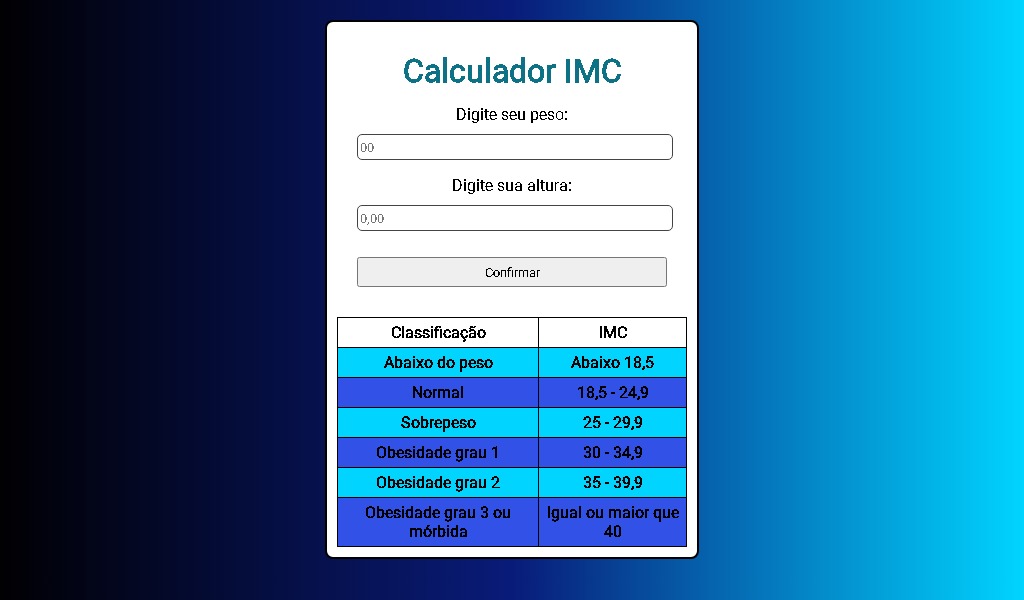 Calculador IMC
Digite seu peso:
00
Digite sua altura:
0,00
Confirmar
Classificação IMC
Abaixo do peso Abaixo 18,5
Normal 18,5 - 24,9
Sobrepeso 25 - 29,9
Obesidade grau 1 30 - 34,9
Obesidade grau 2 35 - 39,9
Obesidade grau 3 ou Igual ou maior que
mórbida 40